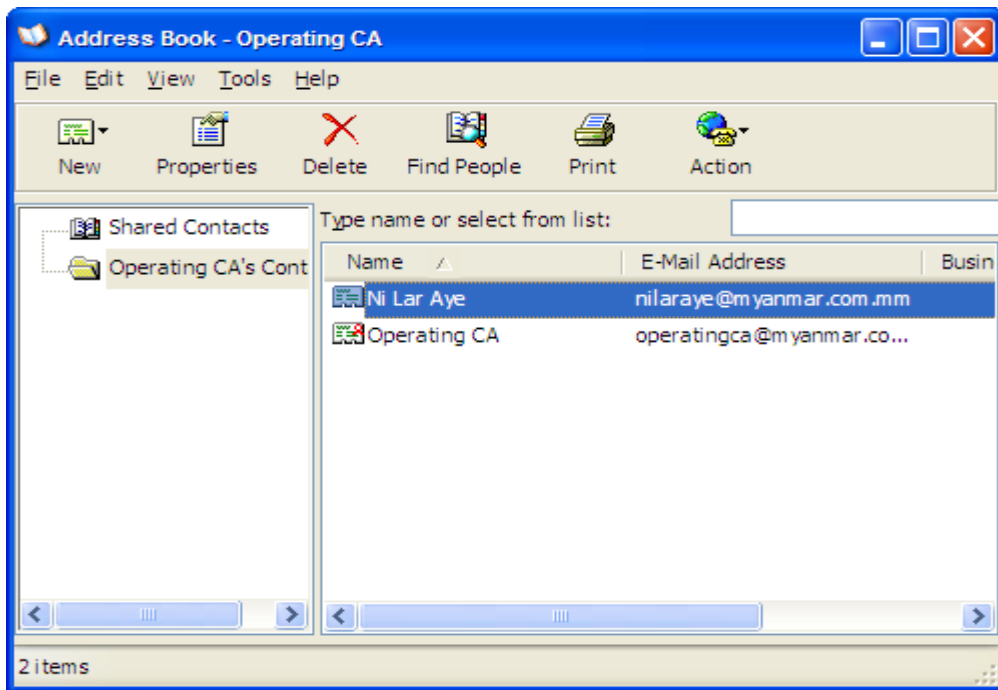 Address Book - Operating CA
File Edit View Tools Help
New Properties Delete Find People Print Action
Shared Contacts
Operating CA's Cont
Type name or select from list:
Name E-Mail Address Busin
Ni Lar Aye nilaraye@myanmar.com.mm
Operating CA operatingca@myanmar.co...
2 items